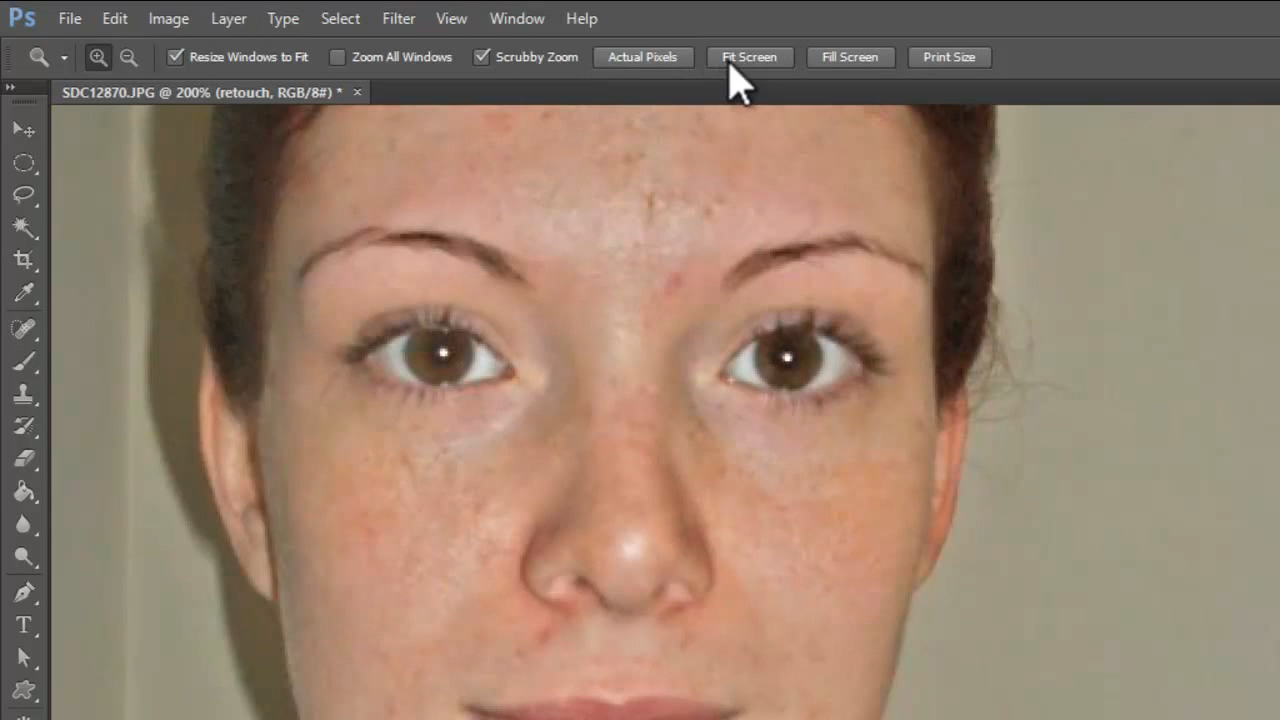 Ps File Edit Image Layer Type Select Filter View Window Help
Resize Windows to Fit Zoom All Windows Scrubby Zoom Actual Pixels Fit Screen Fill Screen Print Size
SDC12870.JPG @ 200% (retouch, RGB/8#) * ×
T